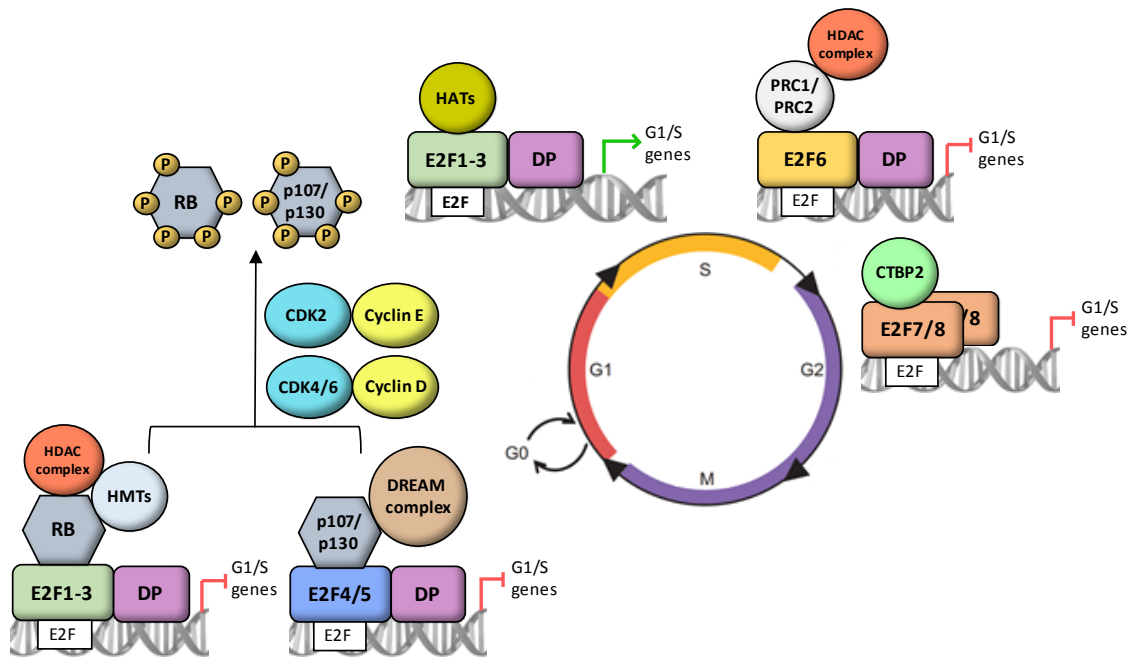 HDAC
complex
PRC1/
PRC2
E2F6
DP
E2F
G1/S
genes
HATs
E2F1-3
DP
E2F
G1/S
genes
P
P
P
P
P
RB
P
P
P
P
P
p107/
p130
CTBP2
E2F7/8
/8
E2F
G1/S
genes
S
G1
G2
M
G0
CDK2
Cyclin E
CDK4/6
Cyclin D
HDAC
complex
HMTs
RB
E2F1-3
DP
E2F
G1/S
genes
DREAM
complex
p107/
p130
E2F4/5
DP
E2F
G1/S
genes